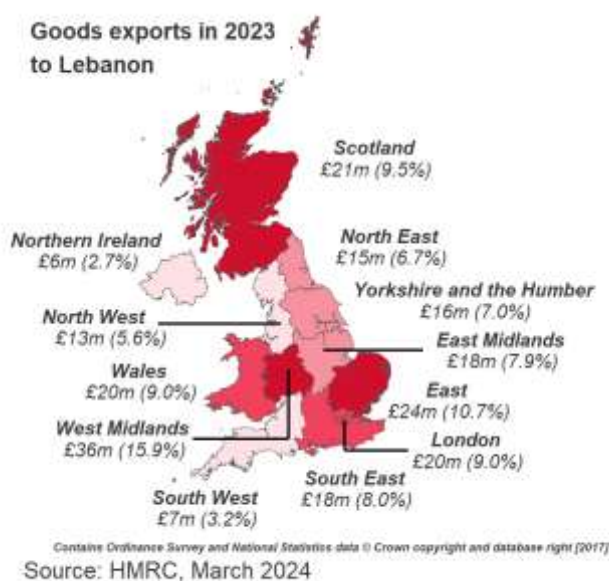 Goods exports in 2023
to Lebanon
Scotland
£21m (9.5%)
Northern Ireland
£6m (2.7%)
North East
£15m (6.7%)
Yorkshire and the Humber
£16m (7.0%)
North West
£13m (5.6%)
East Midlands
£18m (7.9%)
Wales
£20m (9.0%)
East
£24m (10.7%)
West Midlands
£36m (15.9%)
London
£20m (9.0%)
South East
£18m (8.0%)
South West
£7m (3.2%)
Contains Ordinance Survey and National Statistics data © Crown copyright and database right [2017]
Source: HMRC, March 2024